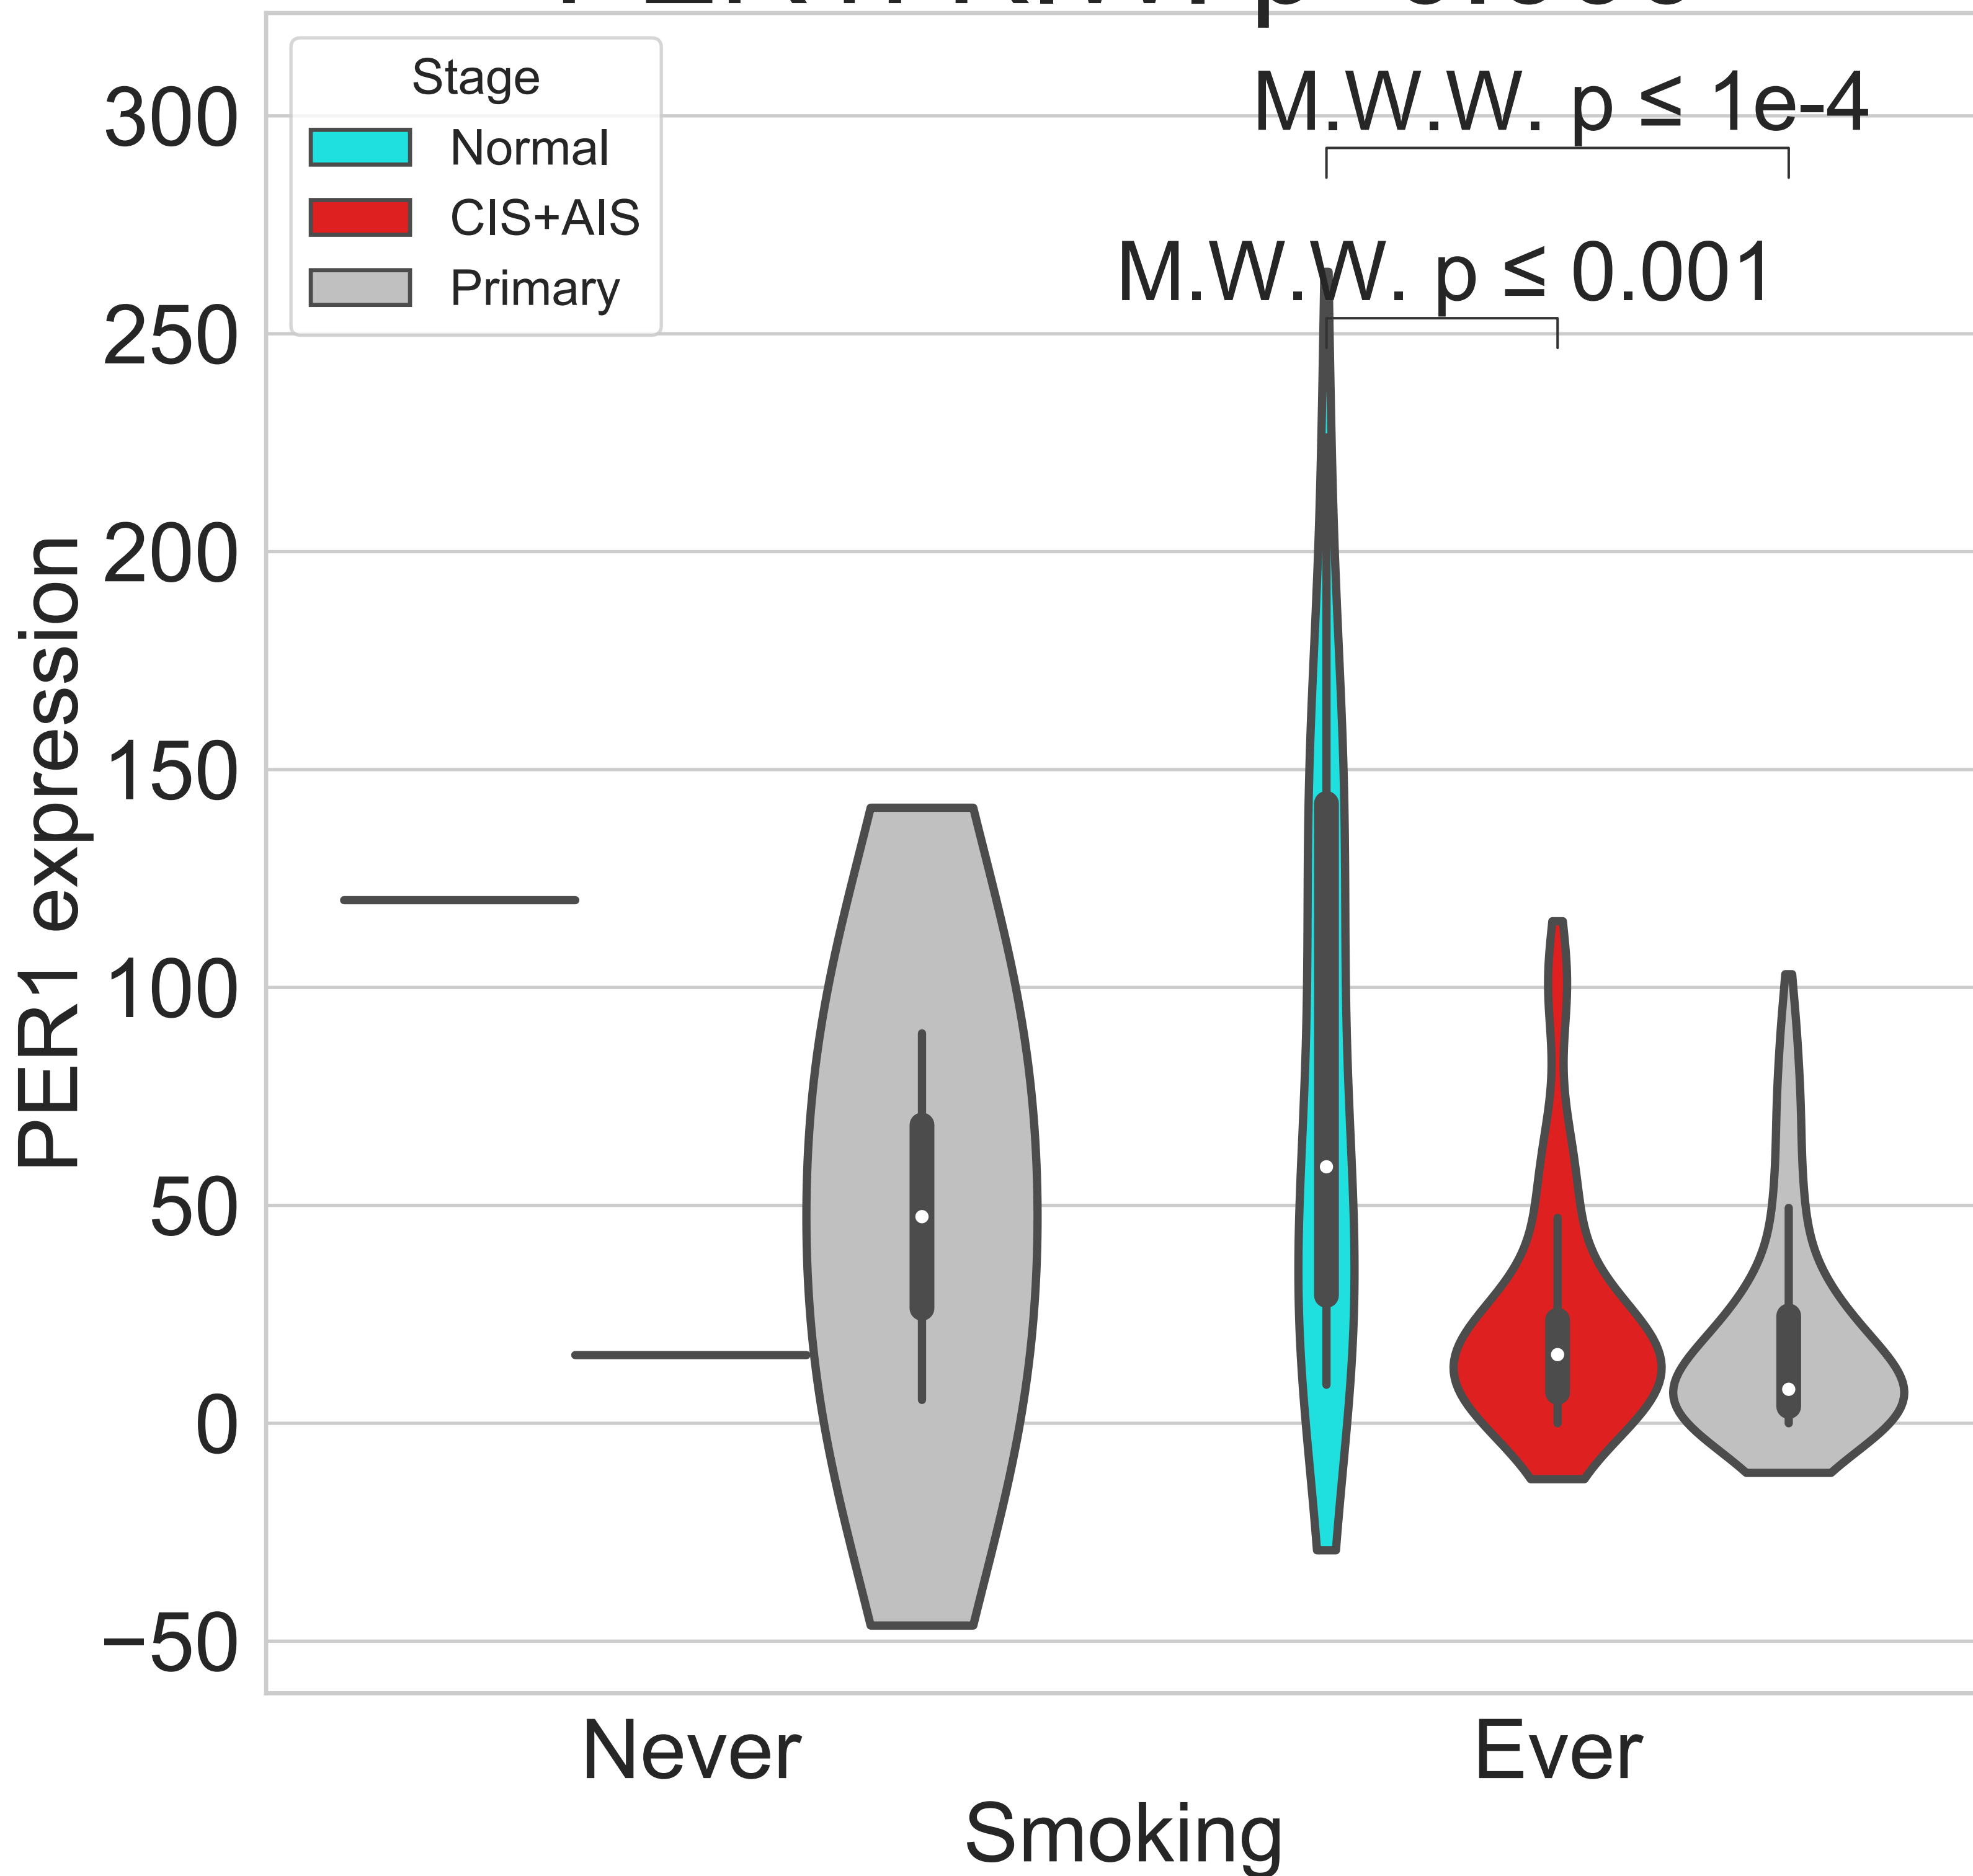 Stage
Normal
CIS+AIS
Primary
M.W.W. p ≤ 1e-4
M.W.W. p ≤ 0.001
300
250
200
150
100
50
0
−50
PER1 expression
Never
Ever
Smoking